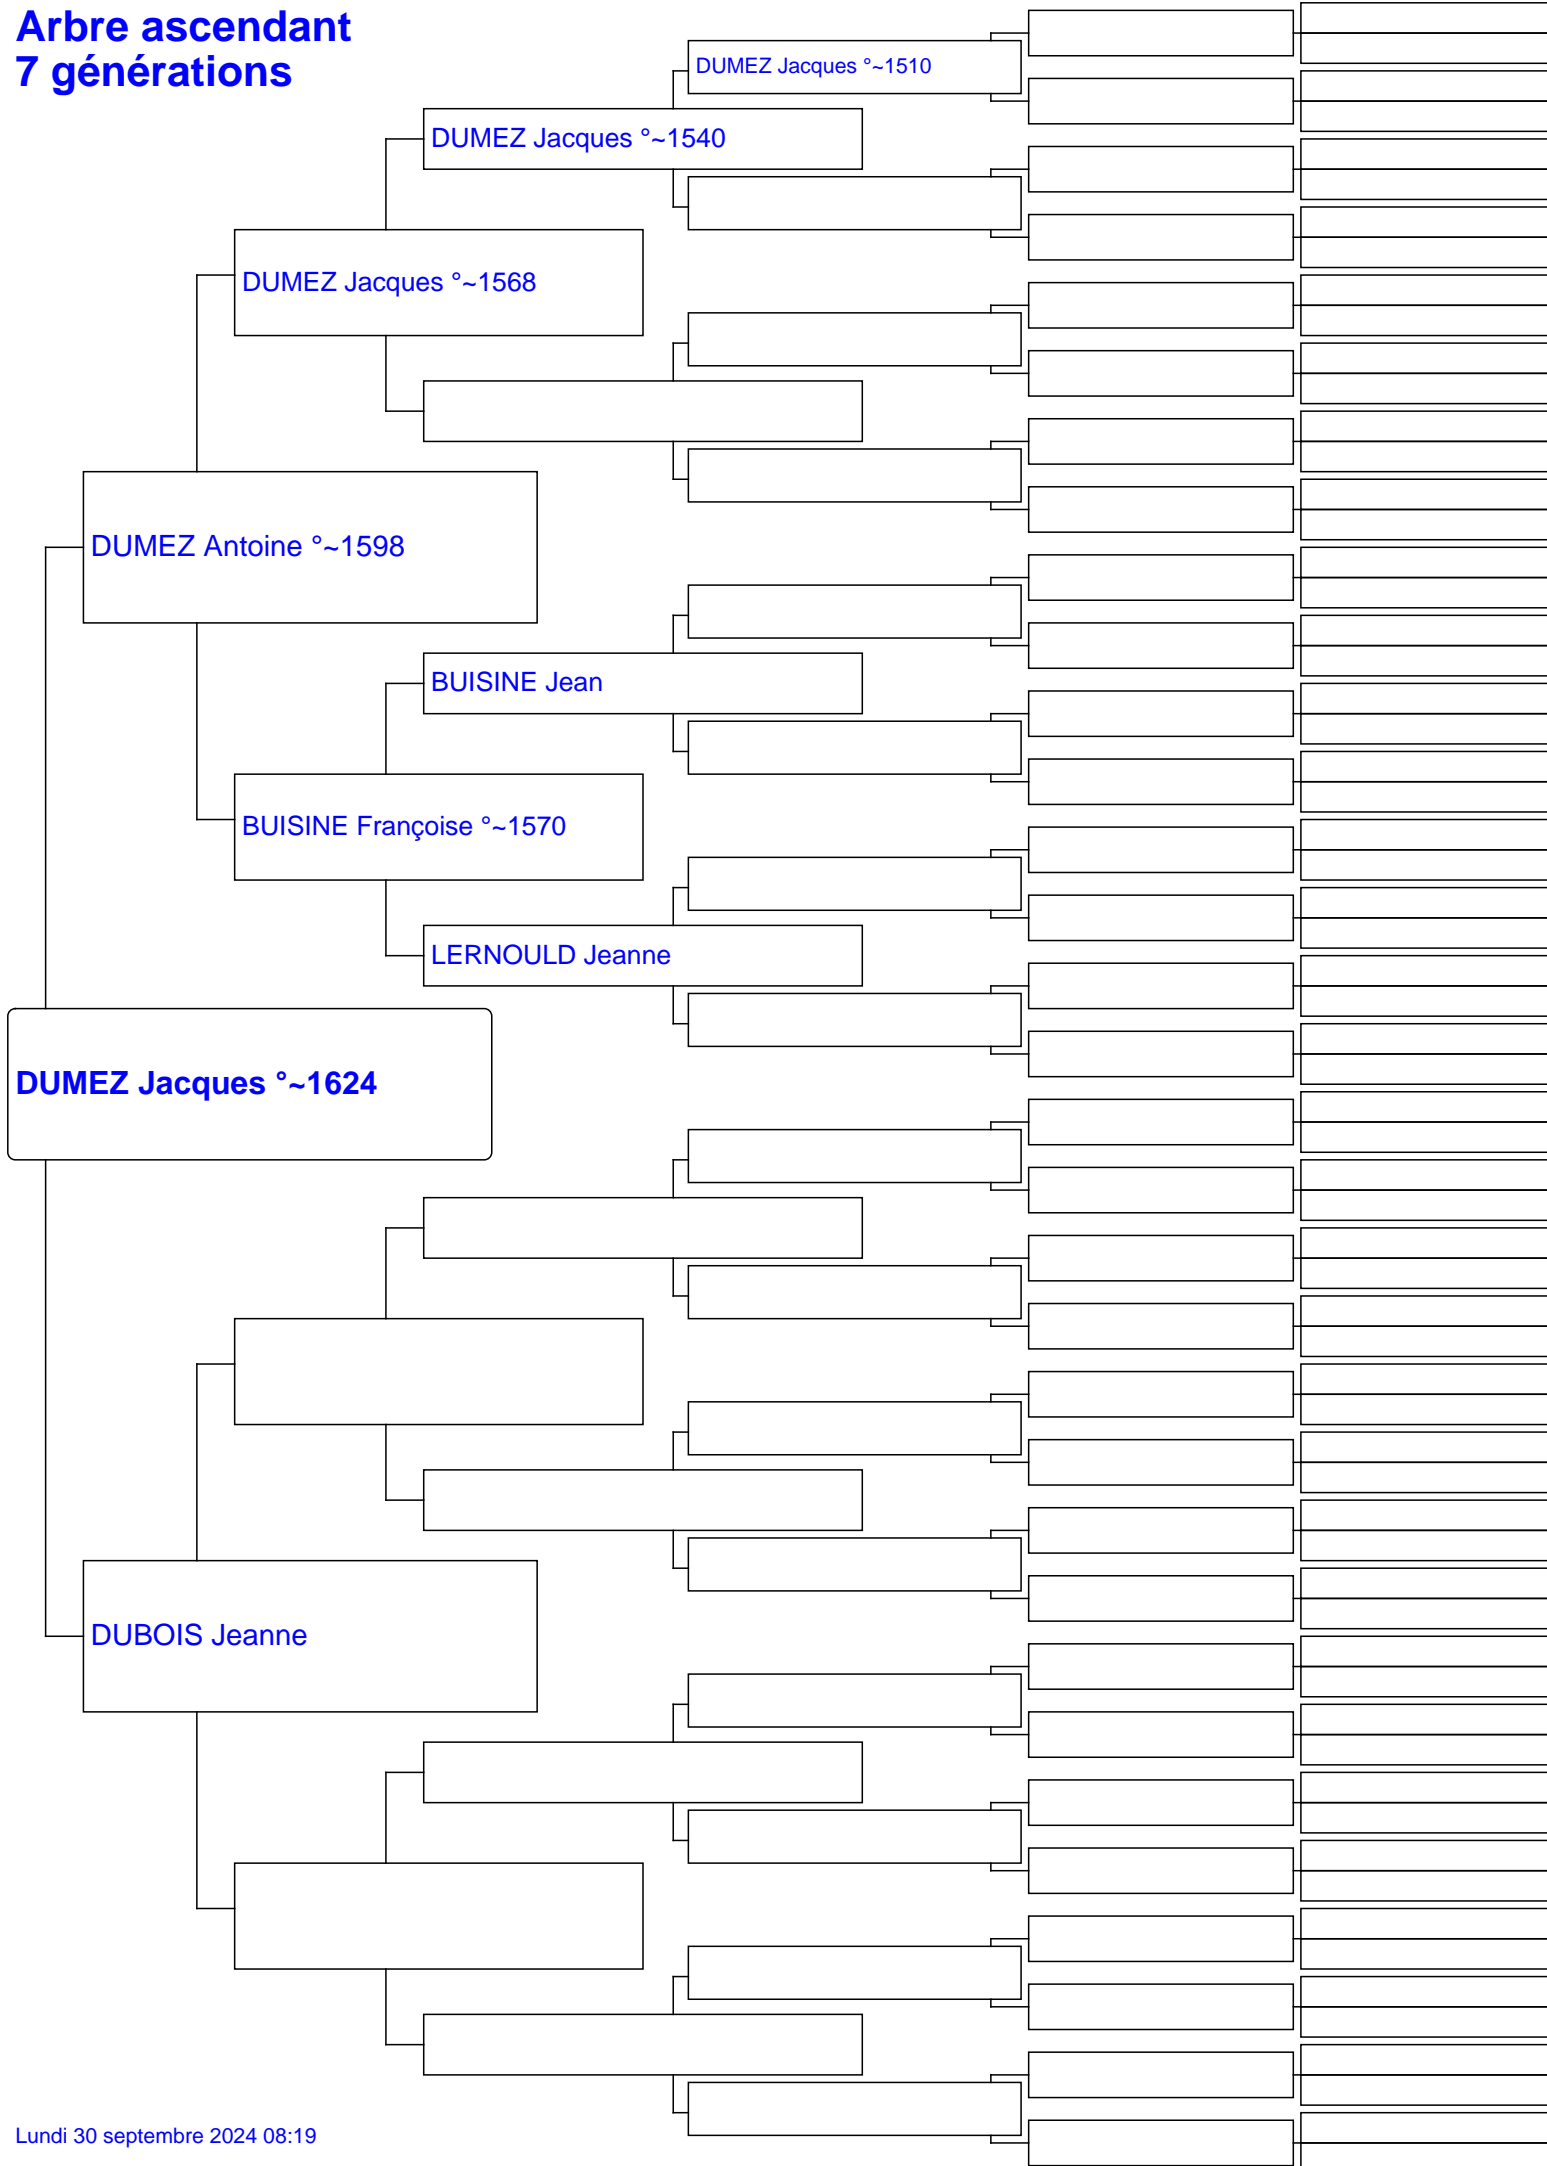 Arbre ascendant
7 générations
DUMEZ Jacques °~1510
DUMEZ Jacques °~1540
DUMEZ Jacques °~1568
DUMEZ Antoine °~1598
BUISINE Jean
BUISINE Françoise °~1570
LERNOULD Jeanne
DUMEZ Jacques °~1624
DUBOIS Jeanne
Lundi 30 septembre 2024 08:19